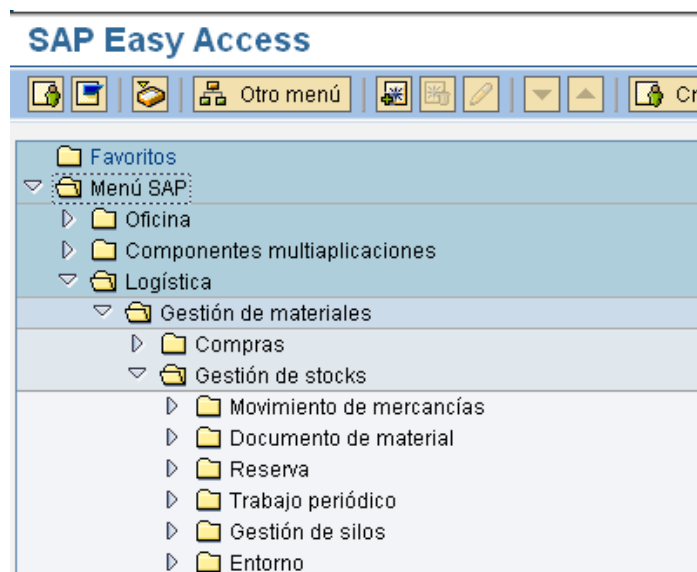 SAP Easy Access
Otro menú Cr
Favoritos
Menú SAP
Oficina
Componentes multiaplicaciones
Logística
Gestión de materiales
Compras
Gestión de stocks
Movimiento de mercancías
Documento de material
Reserva
Trabajo periódico
Gestión de silos
Entorno